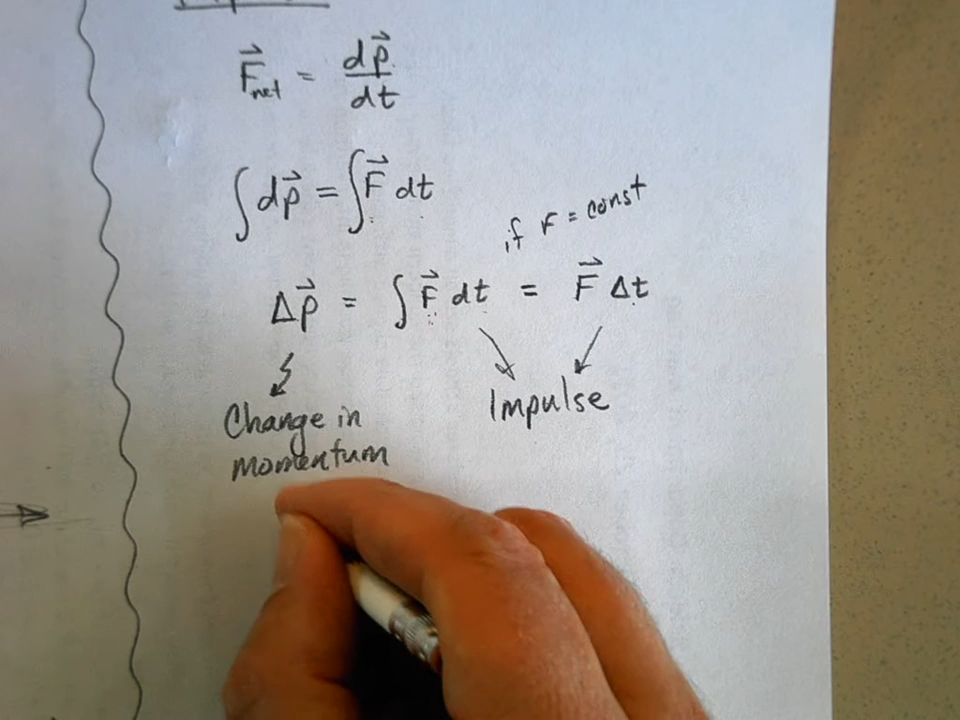 F⃗net = dp⃗/dt
∫dp⃗ = ∫F⃗ dt
if F = const
Δp⃗ = ∫F⃗ dt = F⃗ Δt
Impulse
Change in
momentum